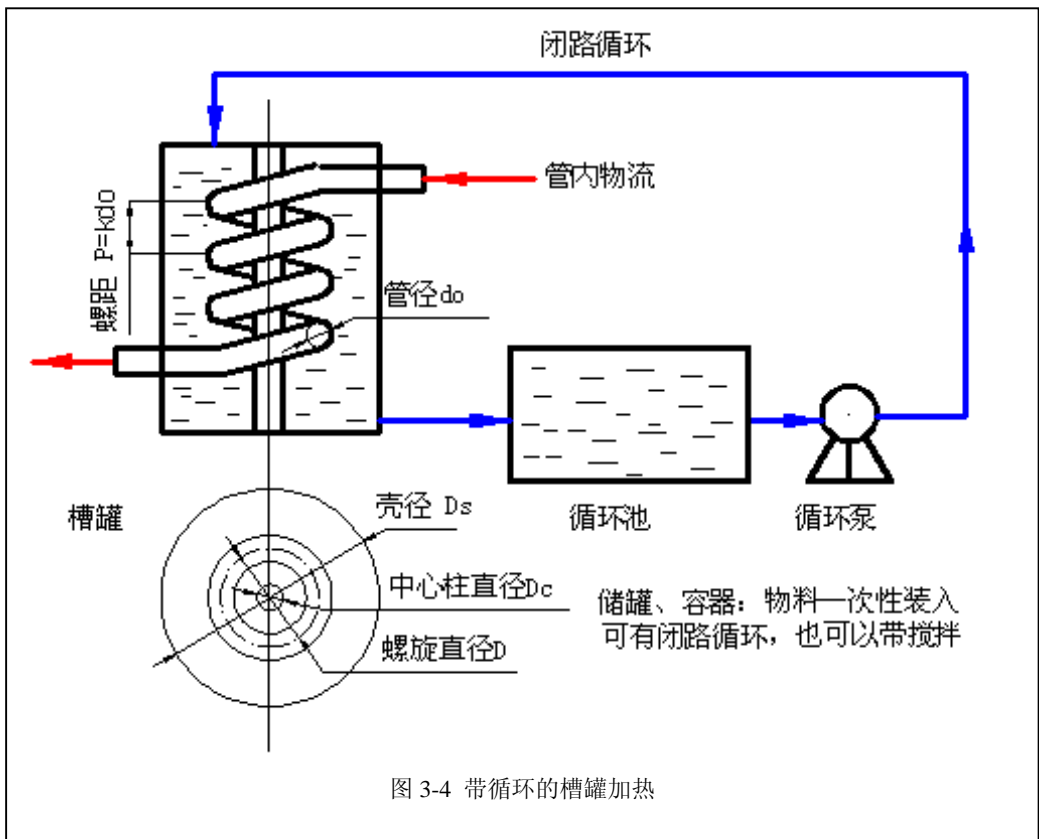 闭路循环
管内物流
螺距 P=kdo
管径do
槽罐
壳径 Ds
循环池
循环泵
中心柱直径Dc
螺旋直径D
储罐、容器：物料一次性装入
可有闭路循环，也可以带搅拌
图 3-4 带循环的槽罐加热